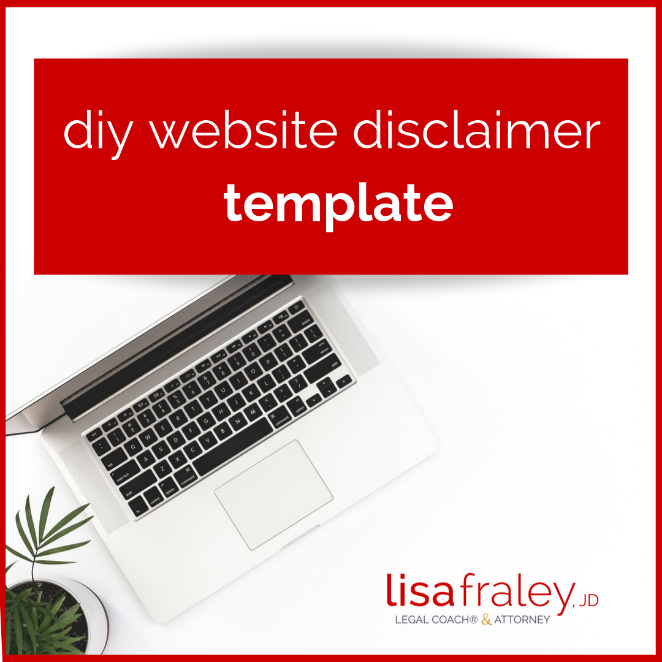 diy website disclaimer
template
lisafraley, JD
LEGAL COACH® & ATTORNEY